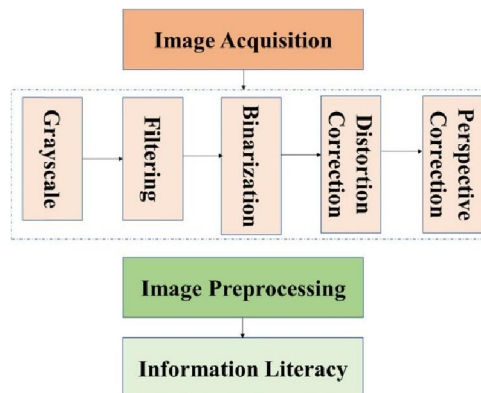 Image Acquisition
Grayscale
Filtering
Binarization
Distortion
Correction
Perspective
Correction
Image Preprocessing
Information Literacy